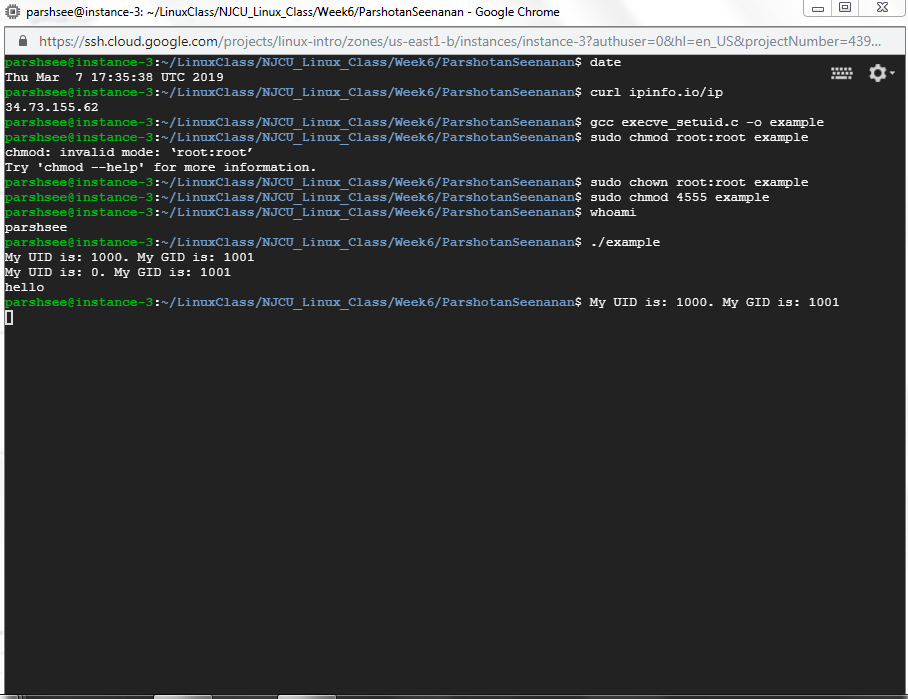 parshsee@instance-3: ~/LinuxClass/NJCU_Linux_Class/Week6/ParshotanSeenanan - Google Chrome
https://ssh.cloud.google.com/projects/linux-intro/zones/us-east1-b/instances/instance-3?authuser=0&hl=en_US&projectNumber=439...
parshsee@instance-3:~/LinuxClass/NJCU_Linux_Class/Week6/ParshotanSeenanan$ date
Thu Mar  7 17:35:38 UTC 2019
parshsee@instance-3:~/LinuxClass/NJCU_Linux_Class/Week6/ParshotanSeenanan$ curl ipinfo.io/ip
34.73.155.62
parshsee@instance-3:~/LinuxClass/NJCU_Linux_Class/Week6/ParshotanSeenanan$ gcc execve_setuid.c -o example
parshsee@instance-3:~/LinuxClass/NJCU_Linux_Class/Week6/ParshotanSeenanan$ sudo chmod root:root example
chmod: invalid mode: ‘root:root’
Try 'chmod --help' for more information.
parshsee@instance-3:~/LinuxClass/NJCU_Linux_Class/Week6/ParshotanSeenanan$ sudo chown root:root example
parshsee@instance-3:~/LinuxClass/NJCU_Linux_Class/Week6/ParshotanSeenanan$ sudo chmod 4555 example
parshsee@instance-3:~/LinuxClass/NJCU_Linux_Class/Week6/ParshotanSeenanan$ whoami
parshsee
parshsee@instance-3:~/LinuxClass/NJCU_Linux_Class/Week6/ParshotanSeenanan$ ./example
My UID is: 1000. My GID is: 1001
My UID is: 0. My GID is: 1001
hello
parshsee@instance-3:~/LinuxClass/NJCU_Linux_Class/Week6/ParshotanSeenanan$ My UID is: 1000. My GID is: 1001